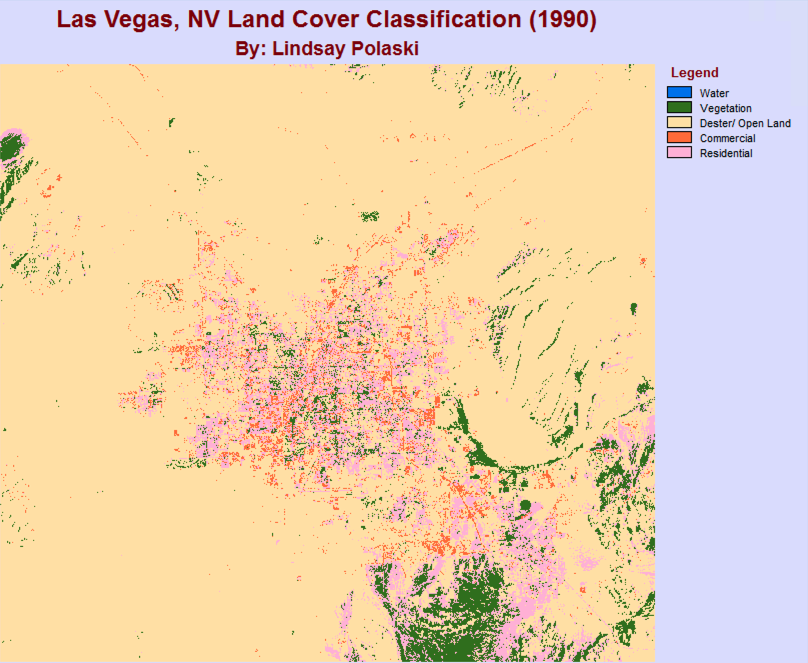 Las Vegas, NV Land Cover Classification (1990)
By: Lindsay Polaski
Legend
Water
Vegetation
Dester/ Open Land
Commercial
Residential